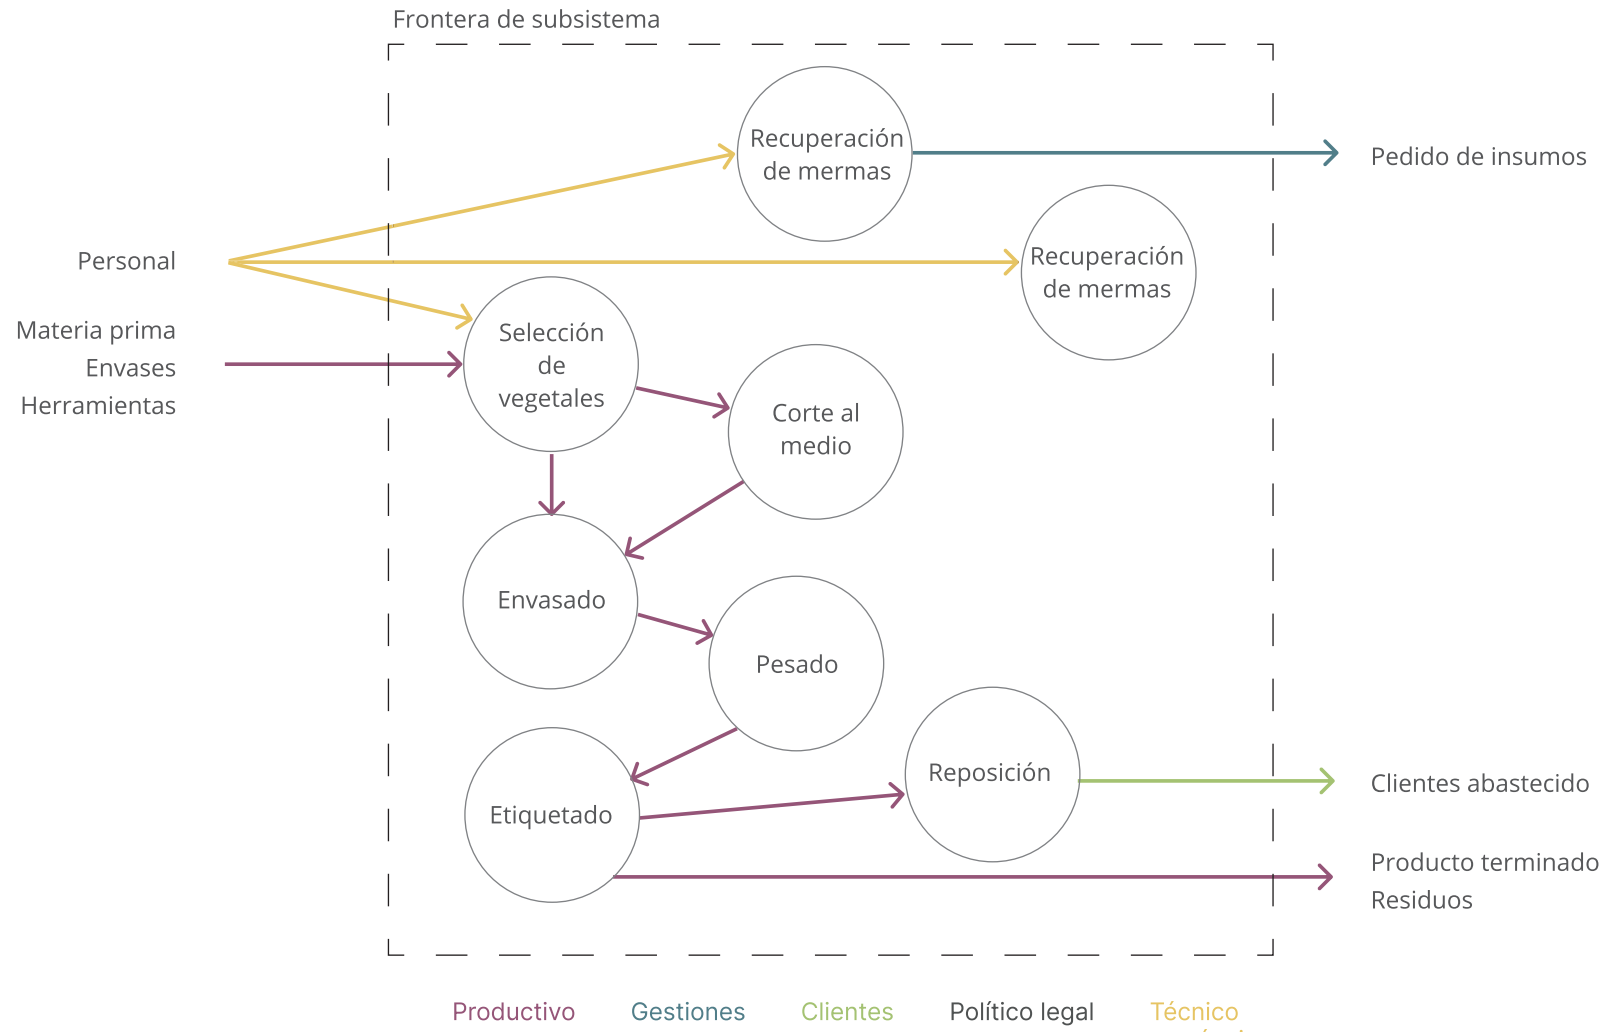 Frontera de subsistema
Recuperación
de mermas
Pedido de insumos
Recuperación
de mermas
Personal
Materia prima
Envases
Herramientas
Selección
de
vegetales
Corte al
medio
Envasado
Pesado
Etiquetado
Reposición
Clientes abastecido
Producto terminado
Residuos
Productivo
Gestiones
Clientes
Político legal
Técnico